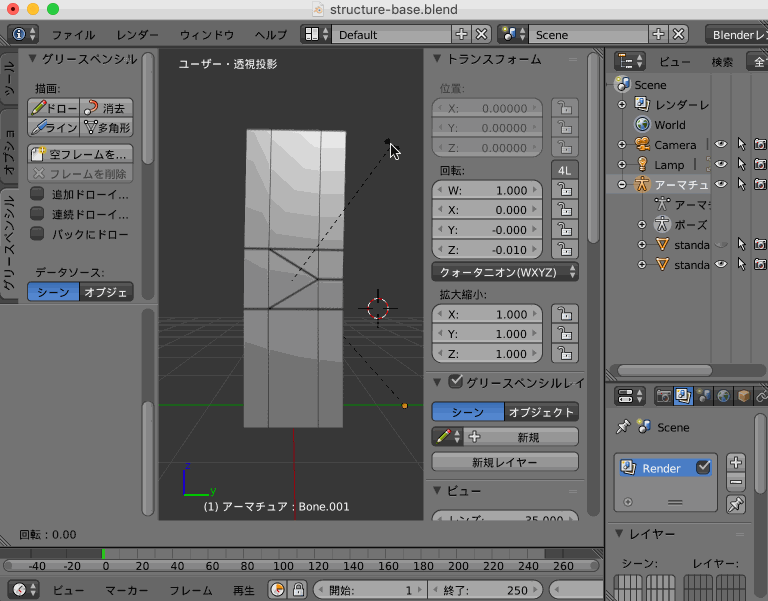 structure-base.blend
ファイル レンダー ウィンドウ ヘルプ Default Scene Blenderレ
ツール
オプショ
グリースペンシル
グリースペンシル
描画:
ドロー 消去
ライン 多角形
空フレームを...
フレームを削除
追加ドローイ...
連続ドローイ...
バックにドロー
データソース:
シーン オブジェ
回転 : 0.00
ユーザー・透視投影
z
y
(1) アーマチュア : Bone.001
トランスフォーム
位置:
X: 0.00000
Y: 0.00000
Z: 0.00000
回転: 4L
W: 1.000
X: 0.000
Y: -0.000
Z: -0.010
クォータニオン(WXYZ)
拡大縮小:
X: 1.000
Y: 1.000
Z: 1.000
グリースペンシルレイ
シーン オブジェクト
新規
新規レイヤー
ビュー
レンズ: 35.000
ビュー 検索 全
Scene
レンダーレ
World
Camera
Lamp
アーマチュ
アーマ
ポーズ
standa
standa
Scene
Render
レイヤー
シーン: レイヤー:
-40 -20 0 20 40 60 80 100 120 140 160 180 200 220 240 260
ビュー マーカー フレーム 再生 開始: 1 終了: 250